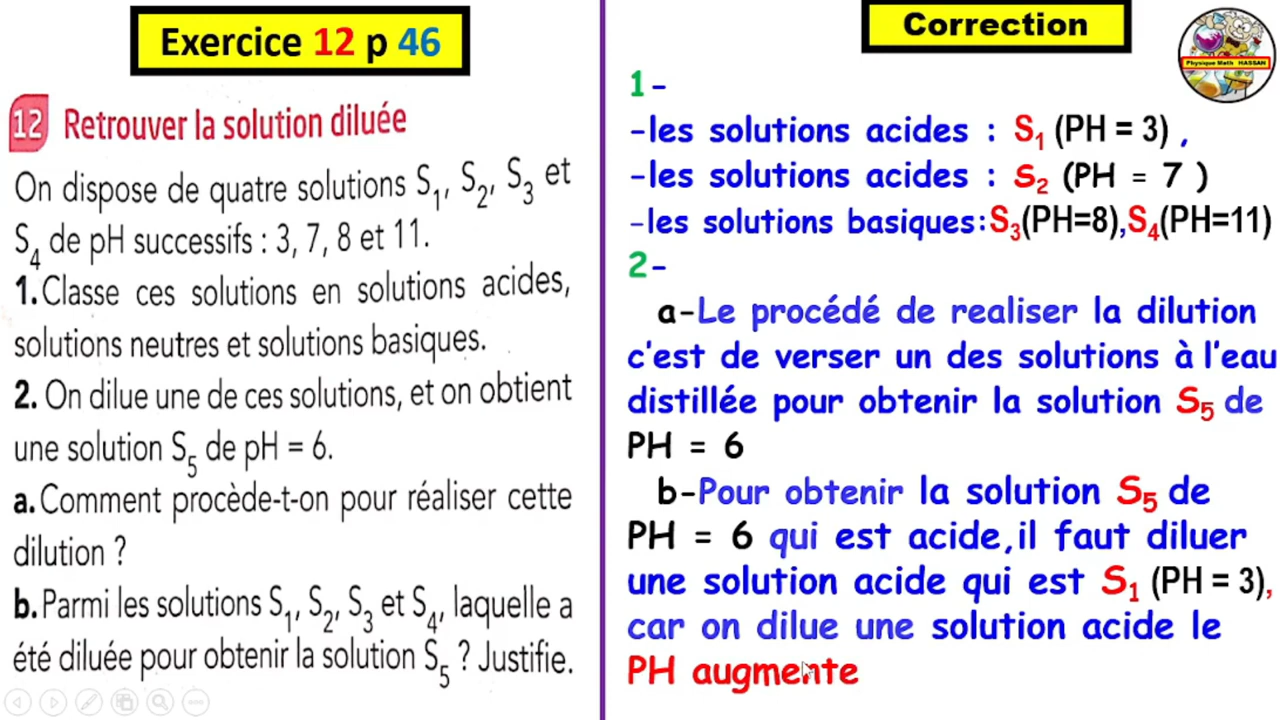 Exercice 12 p 46
12 Retrouver la solution diluée
On dispose de quatre solutions S₁, S₂, S₃ et
S₄ de pH successifs : 3, 7, 8 et 11.
1. Classe ces solutions en solutions acides,
solutions neutres et solutions basiques.
2. On dilue une de ces solutions, et on obtient
une solution S₅ de pH = 6.
a. Comment procède-t-on pour réaliser cette
dilution ?
b. Parmi les solutions S₁, S₂, S₃ et S₄, laquelle a
été diluée pour obtenir la solution S₅ ? Justifie.
Correction
Physique Math HASSAN
1-
-les solutions acides : S₁ (PH = 3) ,
-les solutions acides : s₂ (PH = 7 )
-les solutions basiques:S₃(PH=8),S₄(PH=11)
2-
a-Le procédé de realiser la dilution
c'est de verser un des solutions à l'eau
distillée pour obtenir la solution S₅ de
PH = 6
b-Pour obtenir la solution S₅ de
PH = 6 qui est acide,il faut diluer
une solution acide qui est S₁ (PH = 3),
car on dilue une solution acide le
PH augmente